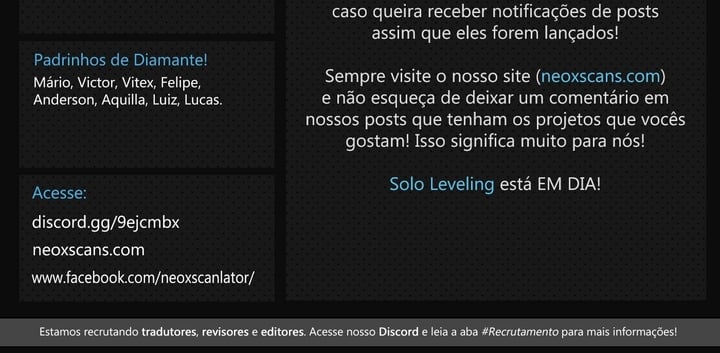 Padrinhos de Diamante!
Mário, Victor, Vitex, Felipe,
Anderson, Aquilla, Luiz, Lucas.
Acesse:
discord.gg/9ejcmbx
neoxscans.com
www.facebook.com/neoxscanlator/
caso queira receber notificações de posts
assim que eles forem lançados!
Sempre visite o nosso site (neoxscans.com)
e não esqueça de deixar um comentário em
nossos posts que tenham os projetos que vocês
gostam! Isso significa muito para nós!
Solo Leveling está EM DIA!
Estamos recrutando tradutores, revisores e editores. Acesse nosso Discord e leia a aba #Recrutamento para mais informações!